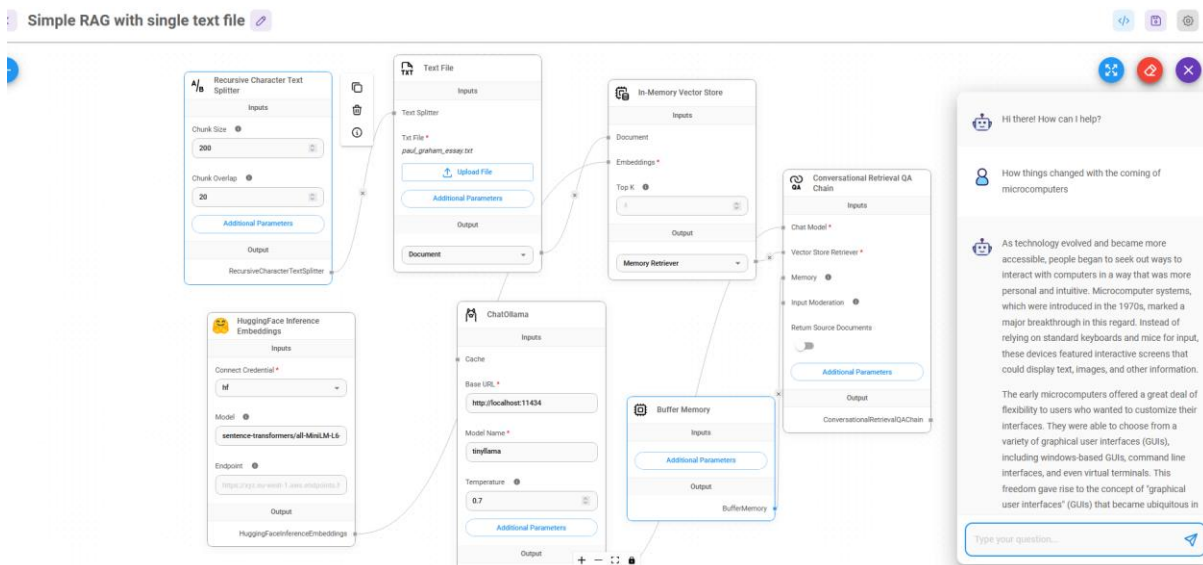 Simple RAG with single text file
Recursive Character Text
Splitter
Inputs
Chunk Size
200
Chunk Overlap
20
Additional Parameters
Output
RecursiveCharacterTextSplitter
TXT
Text File
Inputs
Text Splitter
Txt File *
paul_graham_essay.txt
Upload File
Additional Parameters
Output
Document
In-Memory Vector Store
Inputs
Document
Embeddings *
Top K
4
Output
Memory Retriever
QA
Conversational Retrieval QA
Chain
Inputs
Chat Model *
Vector Store Retriever *
Memory
Input Moderation
Return Source Documents
Additional Parameters
Output
ConversationalRetrievalQAChain
HuggingFace Inference
Embeddings
Inputs
Connect Credential *
hf
Model
sentence-transformers/all-MiniLM-L6-
Endpoint
Output
HuggingFaceInferenceEmbeddings
ChatOllama
Inputs
Cache
Base URL *
http://localhost:11434
Model Name *
tinyllama
Temperature
0.7
Additional Parameters
Output
Buffer Memory
Inputs
Additional Parameters
Output
BufferMemory
Hi there! How can I help?
How things changed with the coming of
microcomputers
As technology evolved and became more
accessible, people began to seek out ways to
interact with computers in a way that was more
personal and intuitive. Microcomputer systems,
which were introduced in the 1970s, marked a
major breakthrough in this regard. Instead of
relying on standard keyboards and mice for input,
these devices featured interactive screens that
could display text, images, and other information.
The early microcomputers offered a great deal of
flexibility to users who wanted to customize their
interfaces. They were able to choose from a
variety of graphical user interfaces (GUIs),
including windows-based GUIs, command line
interfaces, and even virtual terminals. This
freedom gave rise to the concept of "graphical
user interfaces" (GUIs) that became ubiquitous in
Type your question...